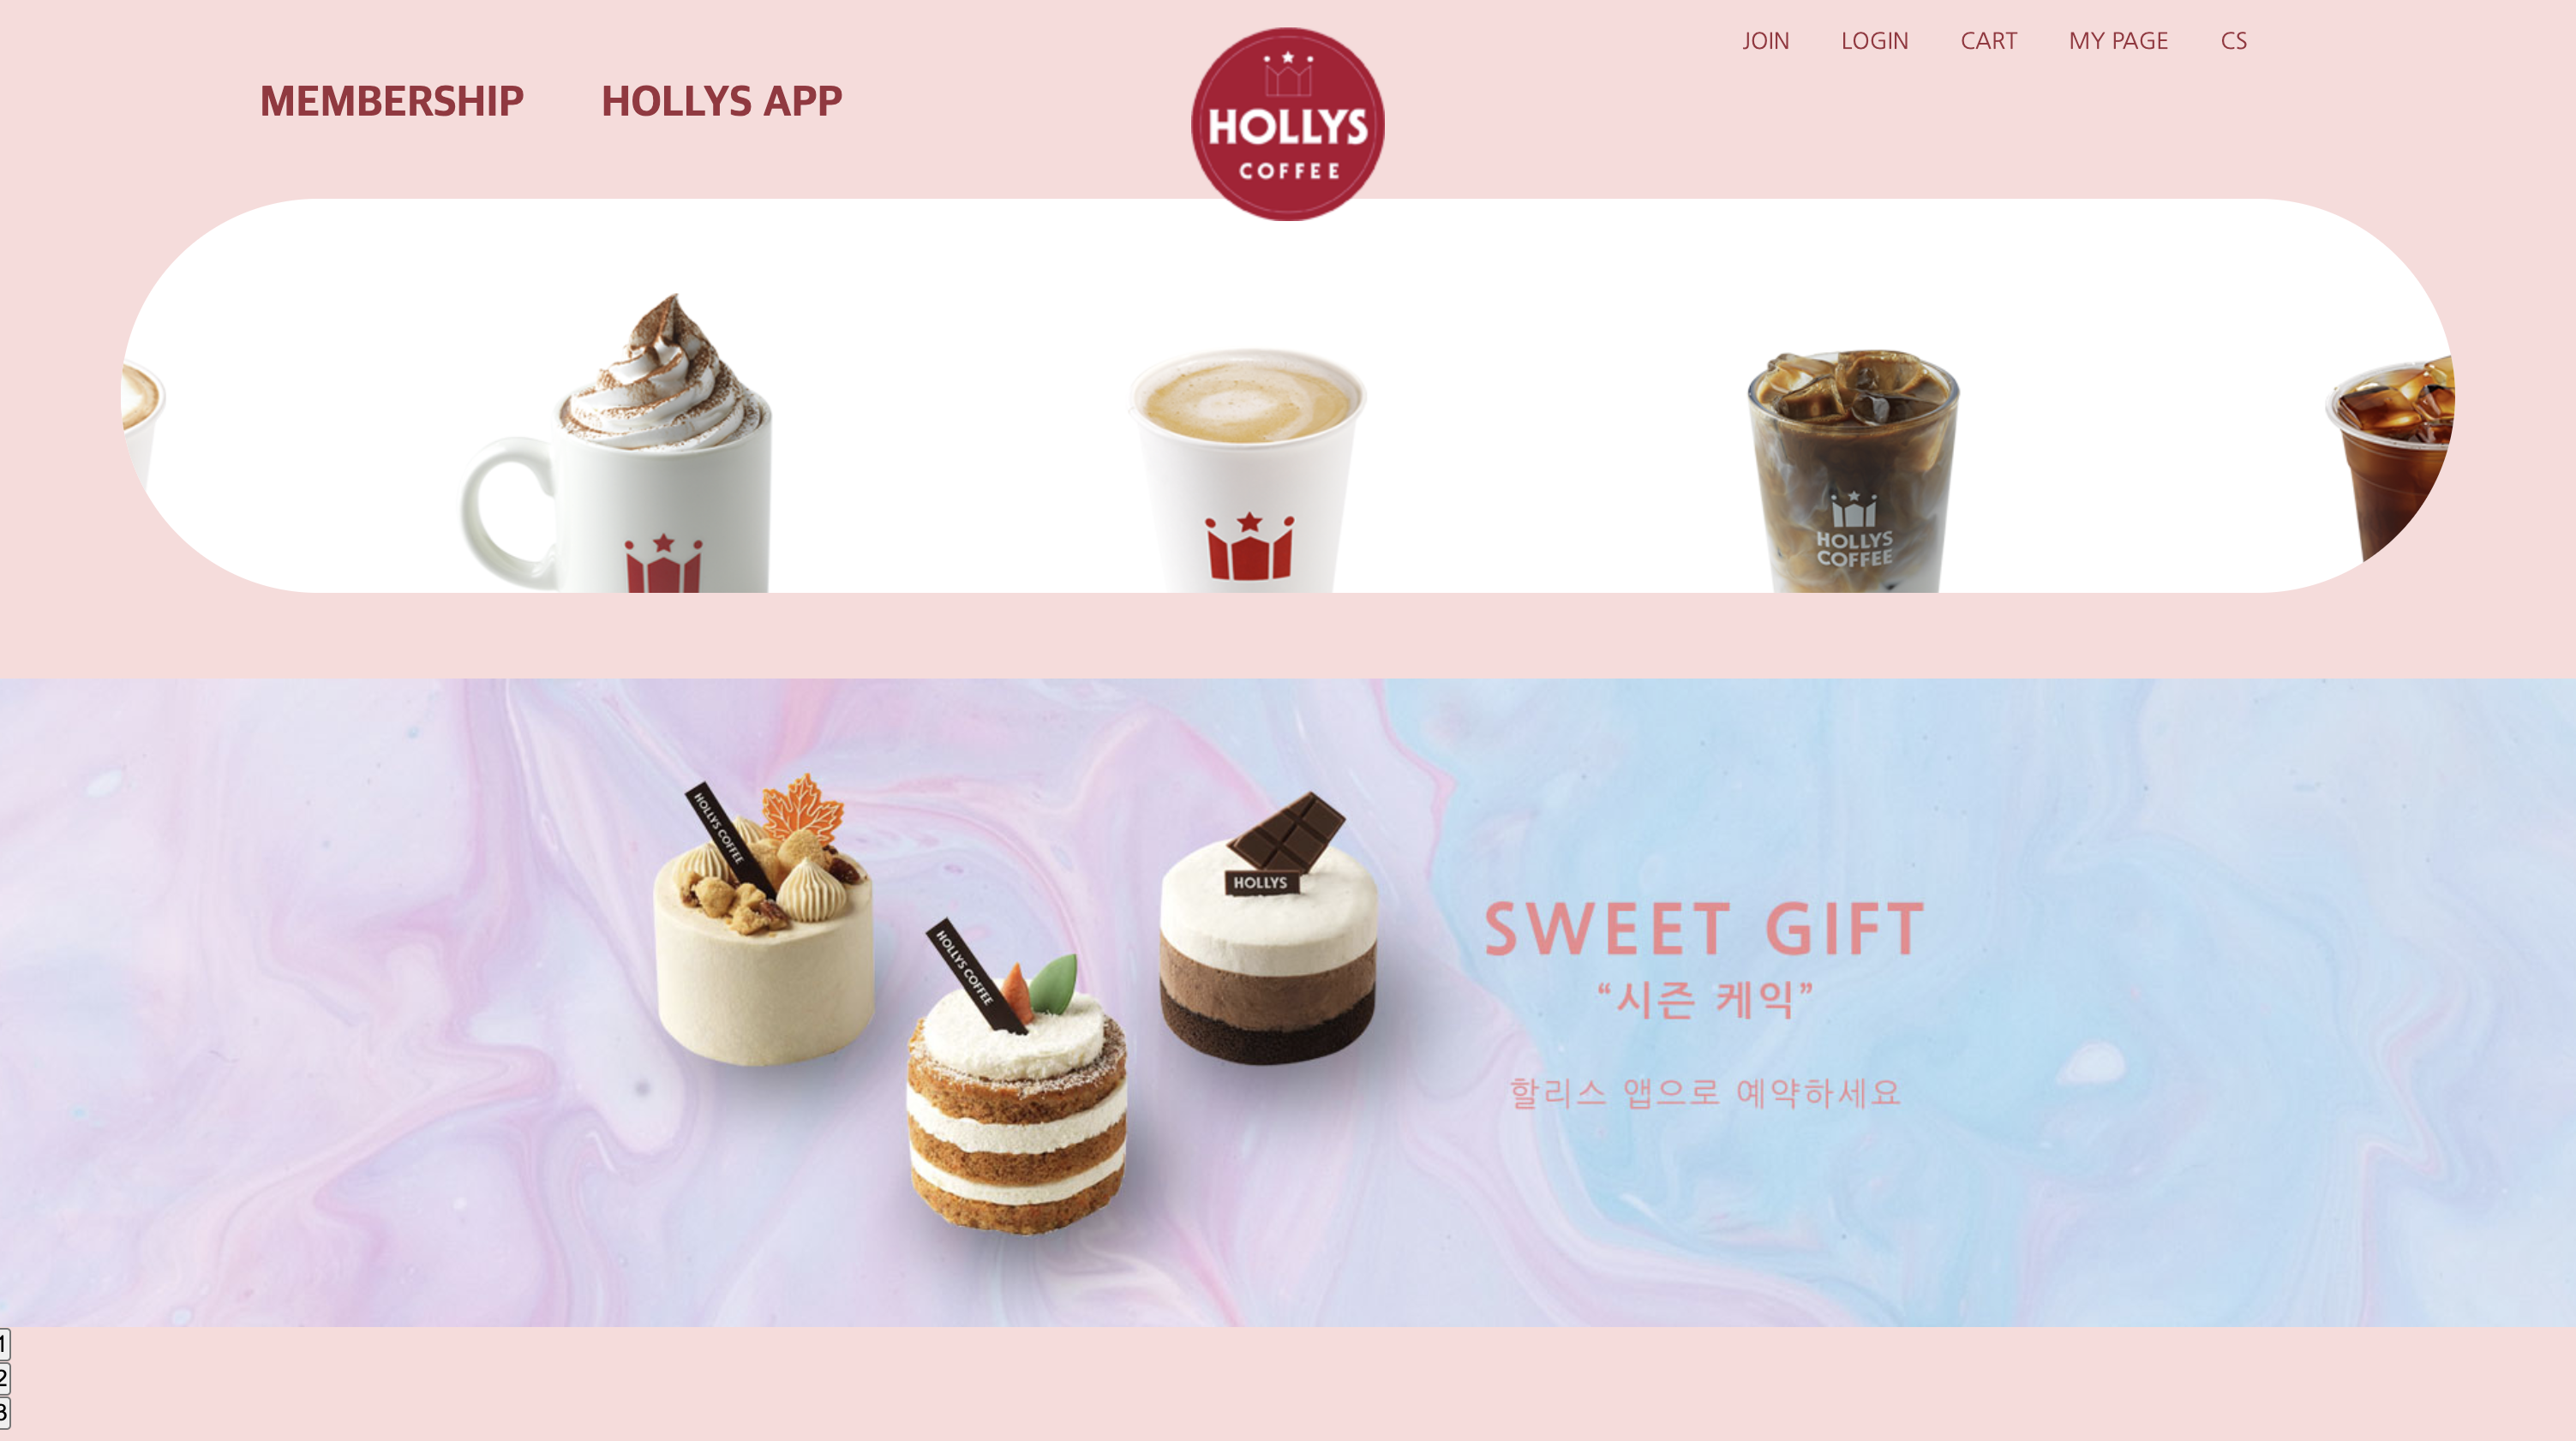 JOIN LOGIN CART MY PAGE CS
MEMBERSHIP HOLLYS APP
HOLLYS
COFFEE
HOLLYS
COFFEE
HOLLYS COFFEE
HOLLYS
HOLLYS COFFEE
SWEET GIFT
“시즌 케익”
할리스 앱으로 예약하세요
1
2
3